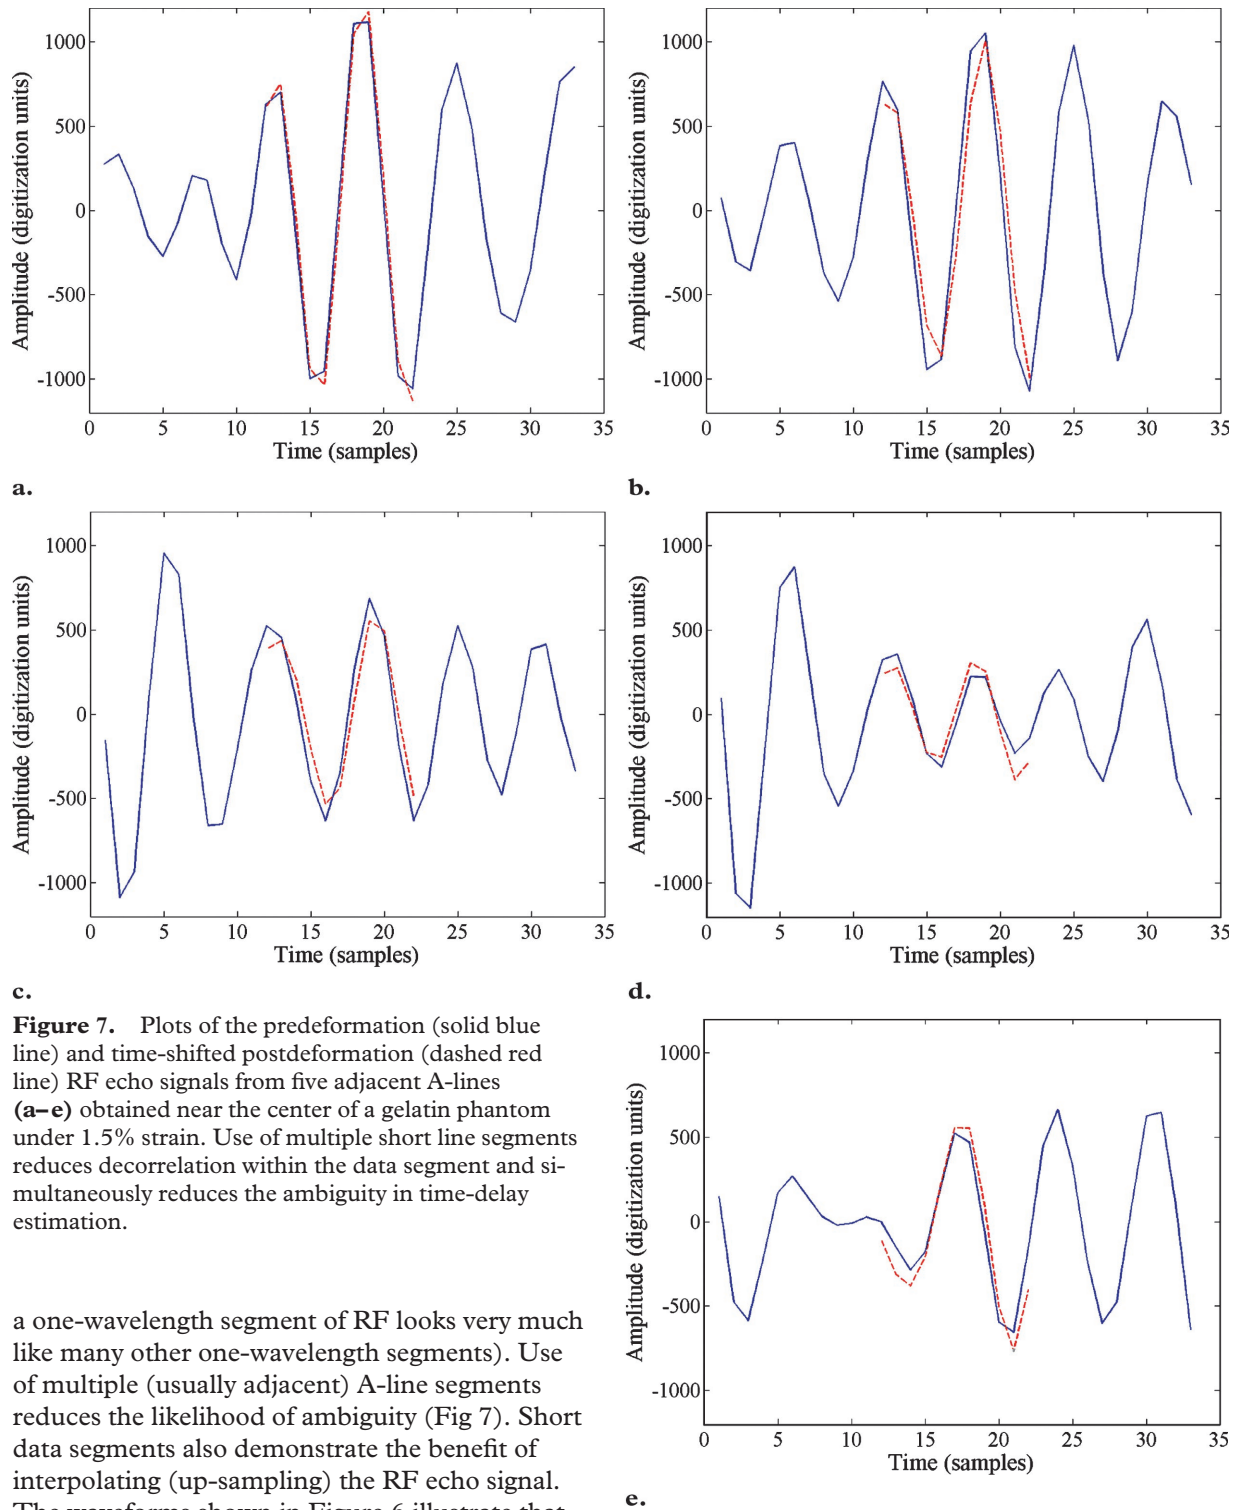 1000
500
0
-500
-1000
Amplitude (digitization units)
0 5 10 15 20 25 30 35
Time (samples)
a.
1000
500
0
-500
-1000
Amplitude (digitization units)
0 5 10 15 20 25 30 35
Time (samples)
b.
1000
500
0
-500
-1000
Amplitude (digitization units)
0 5 10 15 20 25 30 35
Time (samples)
c.
1000
500
0
-500
-1000
Amplitude (digitization units)
0 5 10 15 20 25 30 35
Time (samples)
d.
Figure 7. Plots of the predeformation (solid blue
line) and time-shifted postdeformation (dashed red
line) RF echo signals from five adjacent A-lines
(a–e) obtained near the center of a gelatin phantom
under 1.5% strain. Use of multiple short line segments
reduces decorrelation within the data segment and si-
multaneously reduces the ambiguity in time-delay
estimation.
a one-wavelength segment of RF looks very much
like many other one-wavelength segments). Use
of multiple (usually adjacent) A-line segments
reduces the likelihood of ambiguity (Fig 7). Short
data segments also demonstrate the benefit of
interpolating (up-sampling) the RF echo signal.
The waveforms shown in Figure 6 illustrate that
1000
500
0
-500
-1000
Amplitude (digitization units)
0 5 10 15 20 25 30 35
Time (samples)
e.